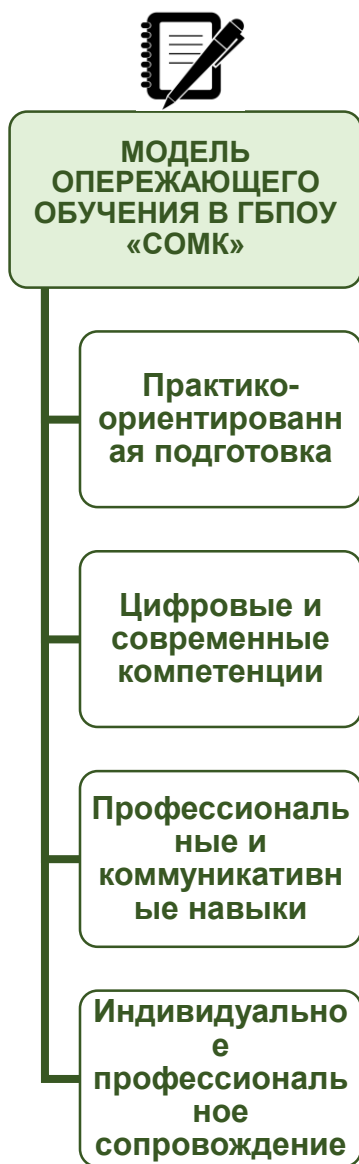 МОДЕЛЬ
ОПЕРЕЖАЮЩЕГО
ОБУЧЕНИЯ В ГБПОУ
«СОМК»
Практико-
ориентированн
ая подготовка
Цифровые и
современные
компетенции
Профессиональ
ные и
коммуникативн
ые навыки
Индивидуально
е
профессиональ
ное
сопровождение